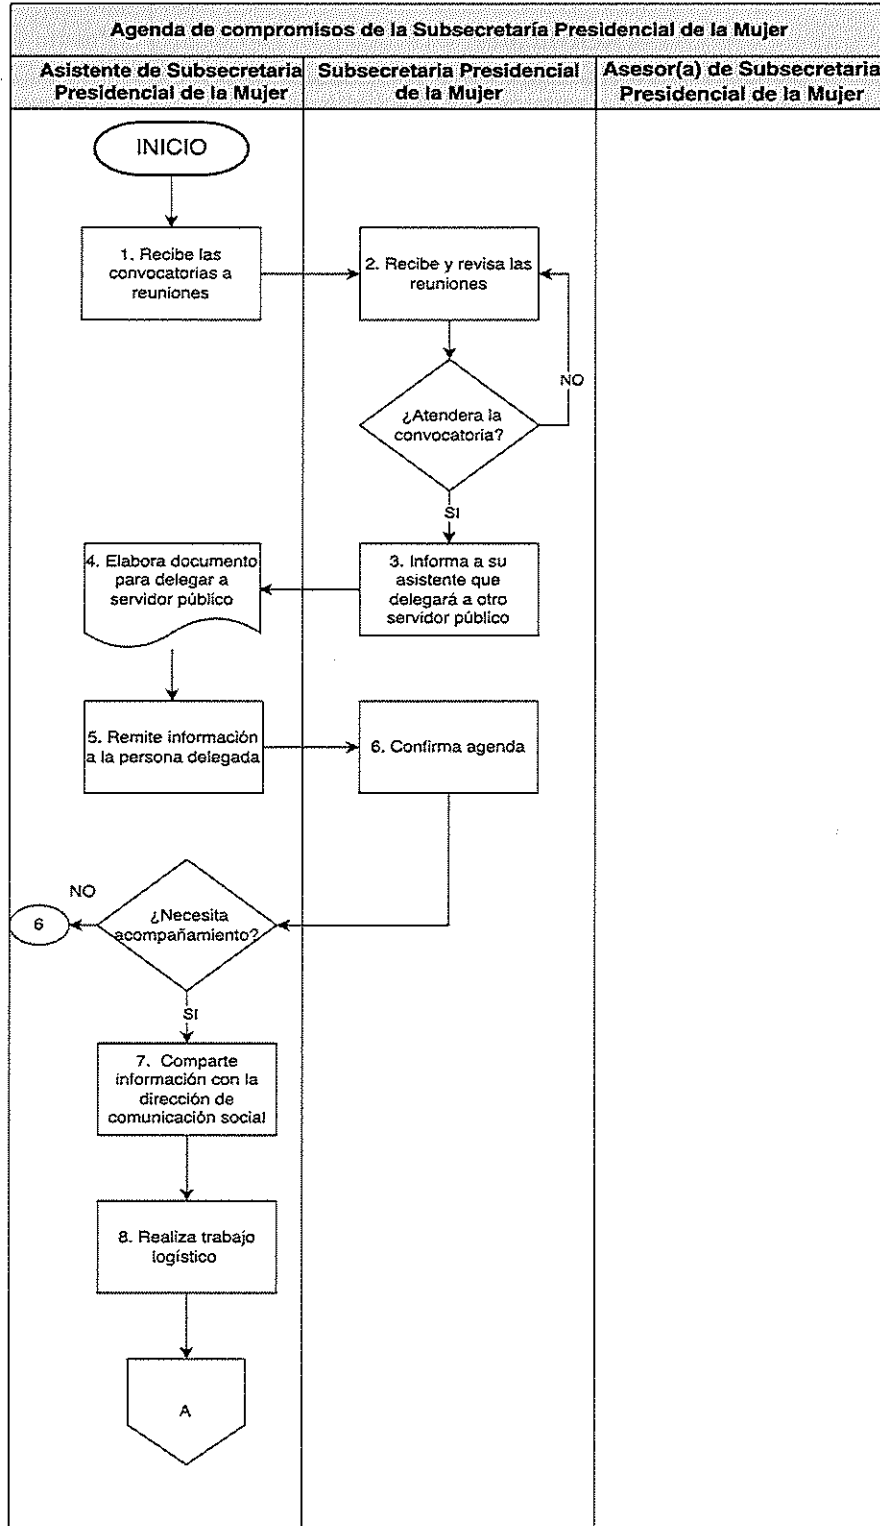 Agenda de compromisos de la Subsecretaría Presidencial de la Mujer
Asistente de Subsecretaria
Presidencial de la Mujer
Subsecretaria Presidencial
de la Mujer
Asesor(a) de Subsecretaria
Presidencial de la Mujer
INICIO
1. Recibe las
convocatorias a
reuniones
2. Recibe y revisa las
reuniones
NO
¿Atendera la
convocatoria?
SI
4. Elabora documento
para delegar a
servidor público
3. Informa a su
asistente que
delegará a otro
servidor público
5. Remite información
a la persona delegada
6. Confirma agenda
NO
6
¿Necesita
acompañamiento?
SI
7. Comparte
información con la
dirección de
comunicación social
8. Realiza trabajo
logístico
A